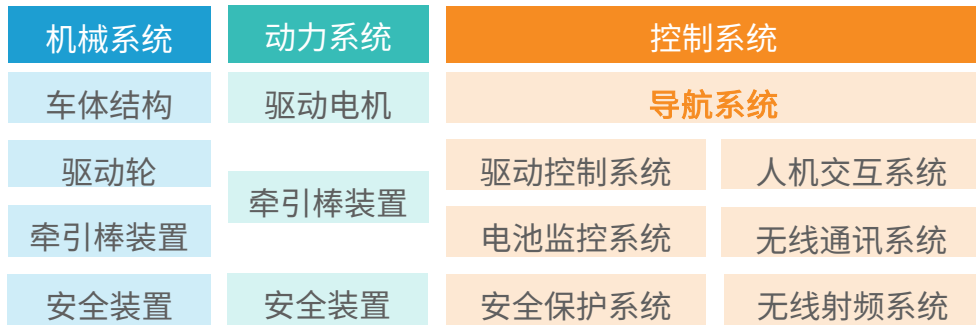 机械系统 动力系统 控制系统
车体结构 驱动电机 导航系统
驱动轮 驱动控制系统 人机交互系统
牵引棒装置
牵引棒装置 电池监控系统 无线通讯系统
安全装置 安全装置 安全保护系统 无线射频系统